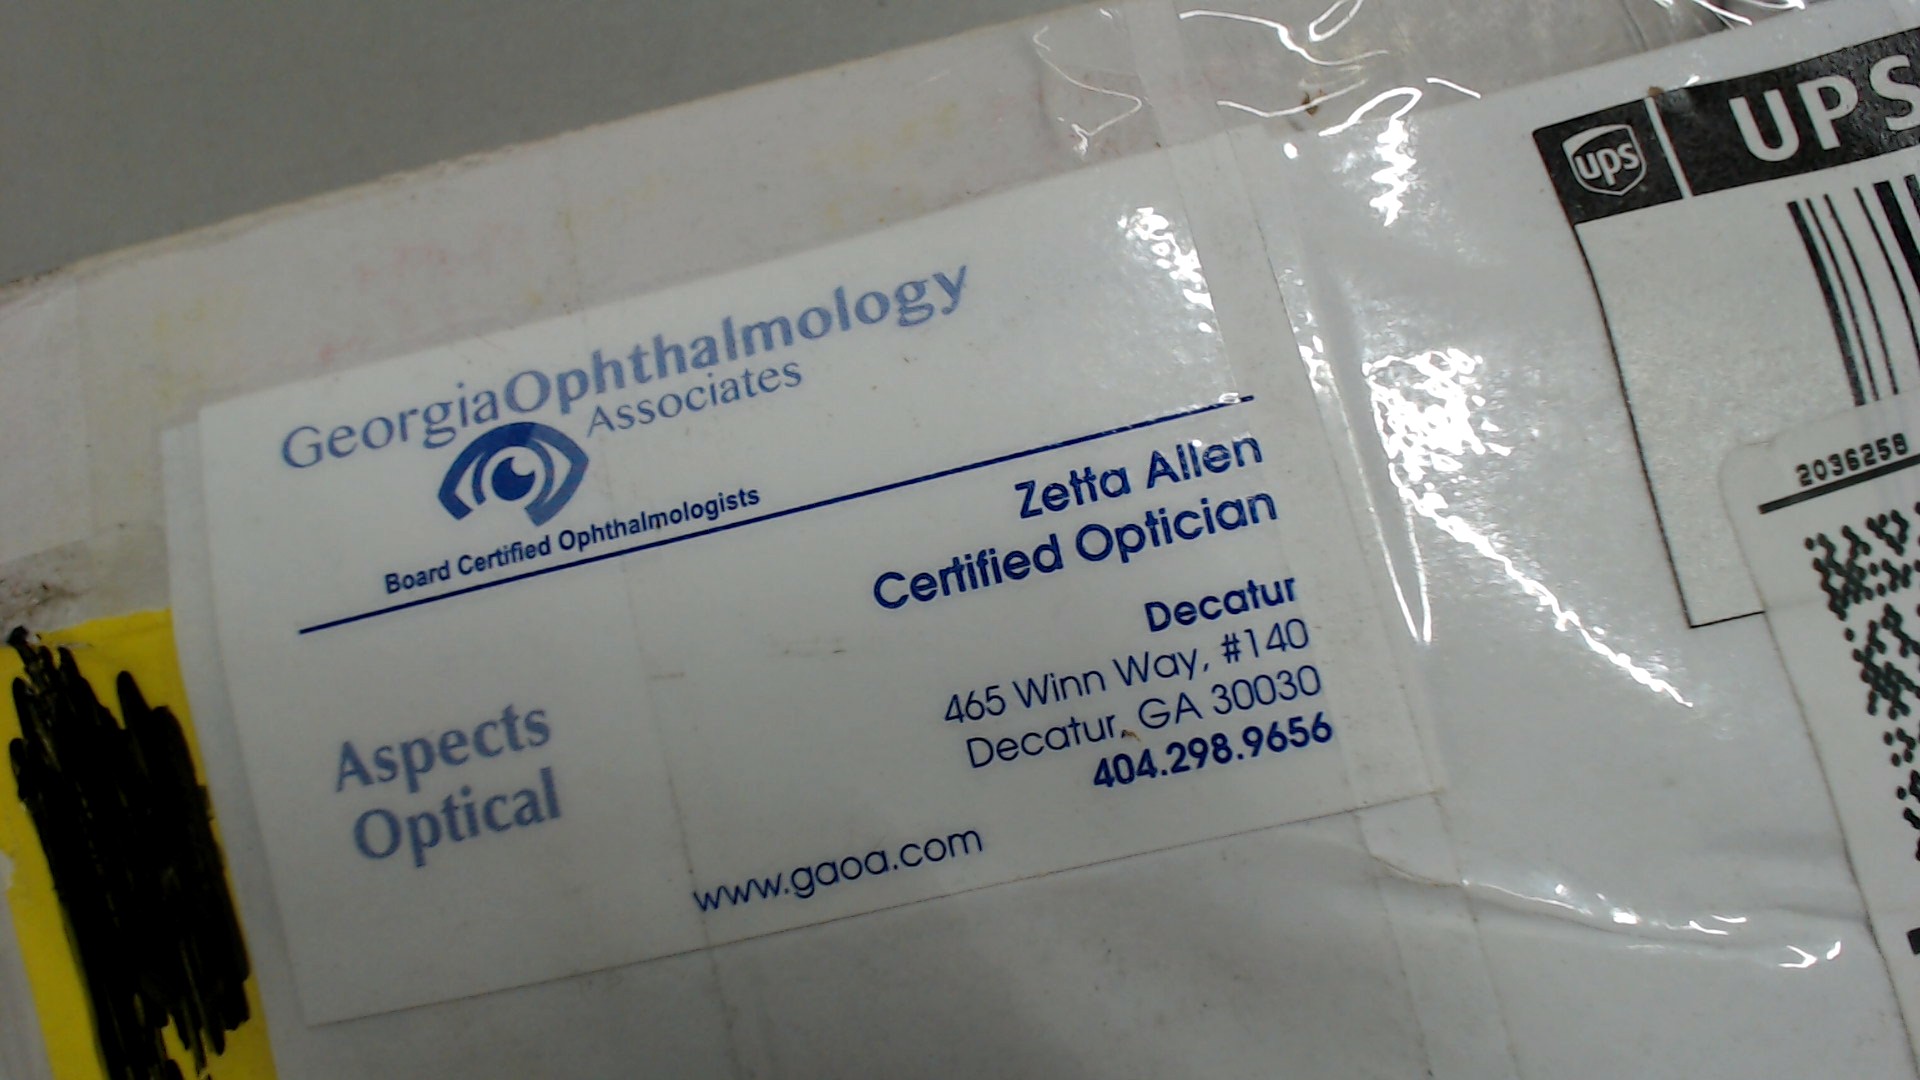 GeorgiaOphthalmology
Associates
Board Certified Ophthalmologists
Zetta Allen
Certified Optician
Decatur
465 Winn Way, #140
Decatur, GA 30030
404.298.9656
Aspects
Optical
www.gaoa.com
ups
UPS
2036258